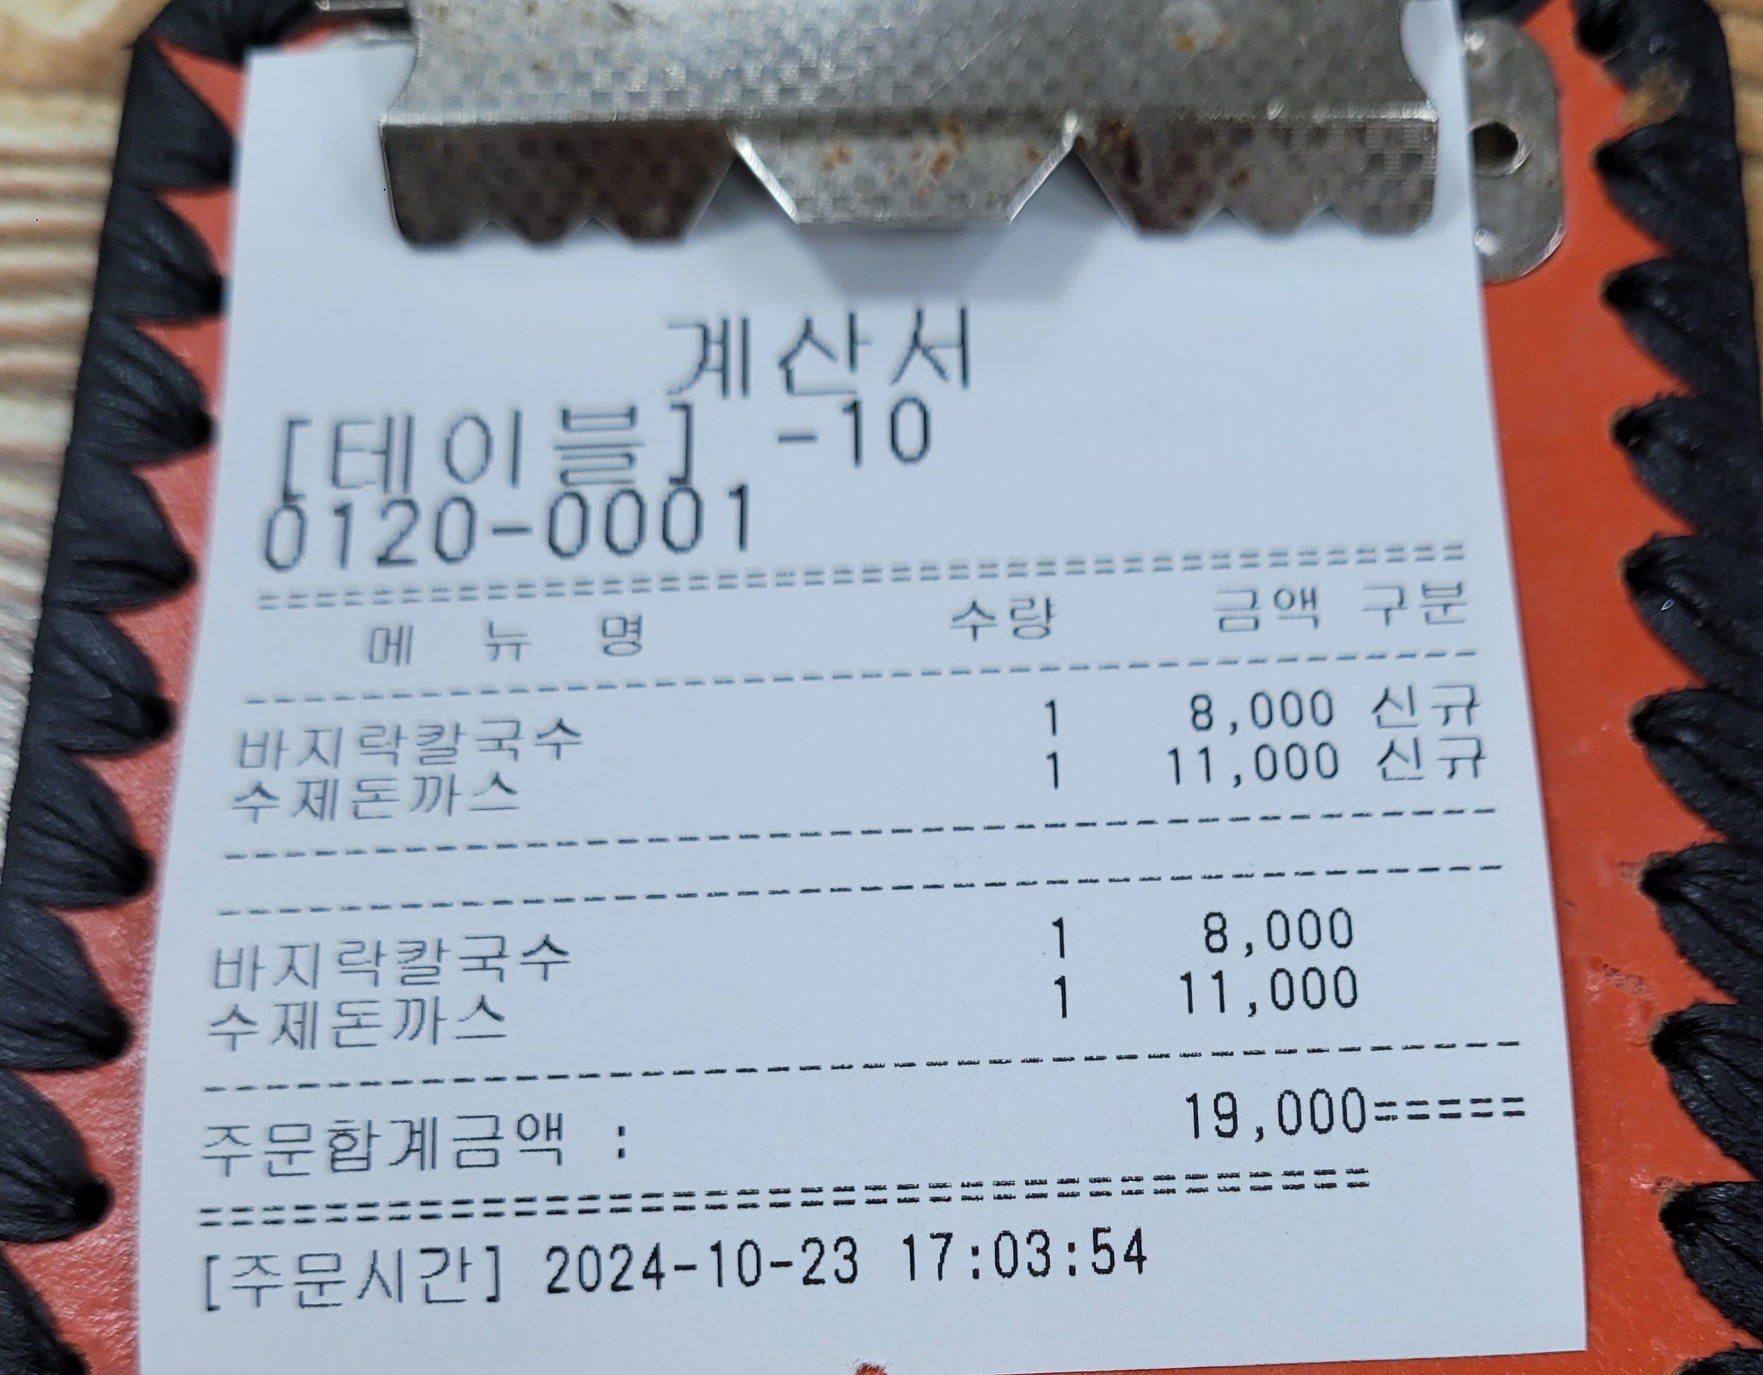 계산서
[테이블] -10
0120-0001
================================================
메 뉴 명 수량 금액 구분
------------------------------------------------
바지락칼국수 1 8,000 신규
수제돈까스 1 11,000 신규
------------------------------------------------
------------------------------------------------
바지락칼국수 1 8,000
수제돈까스 1 11,000
------------------------------------------------
주문합계금액 : 19,000=====
===========================================
[주문시간] 2024-10-23 17:03:54